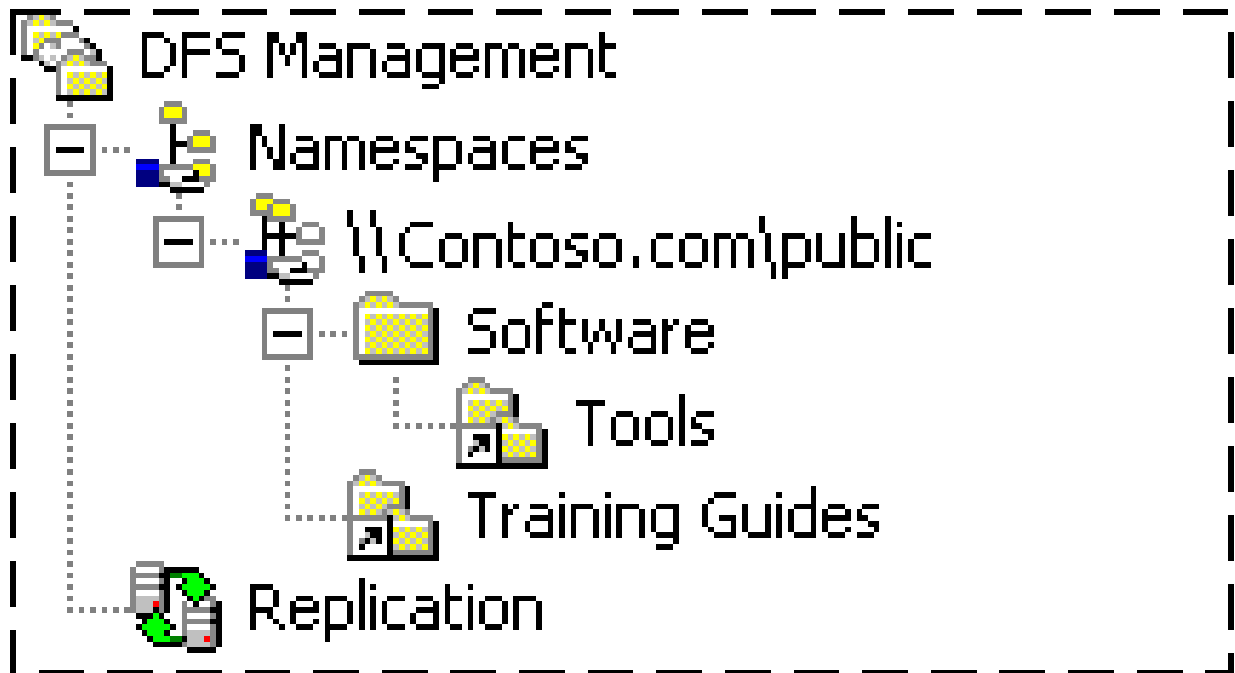 DFS Management
Namespaces
\\Contoso.com\public
Software
Tools
Training Guides
Replication